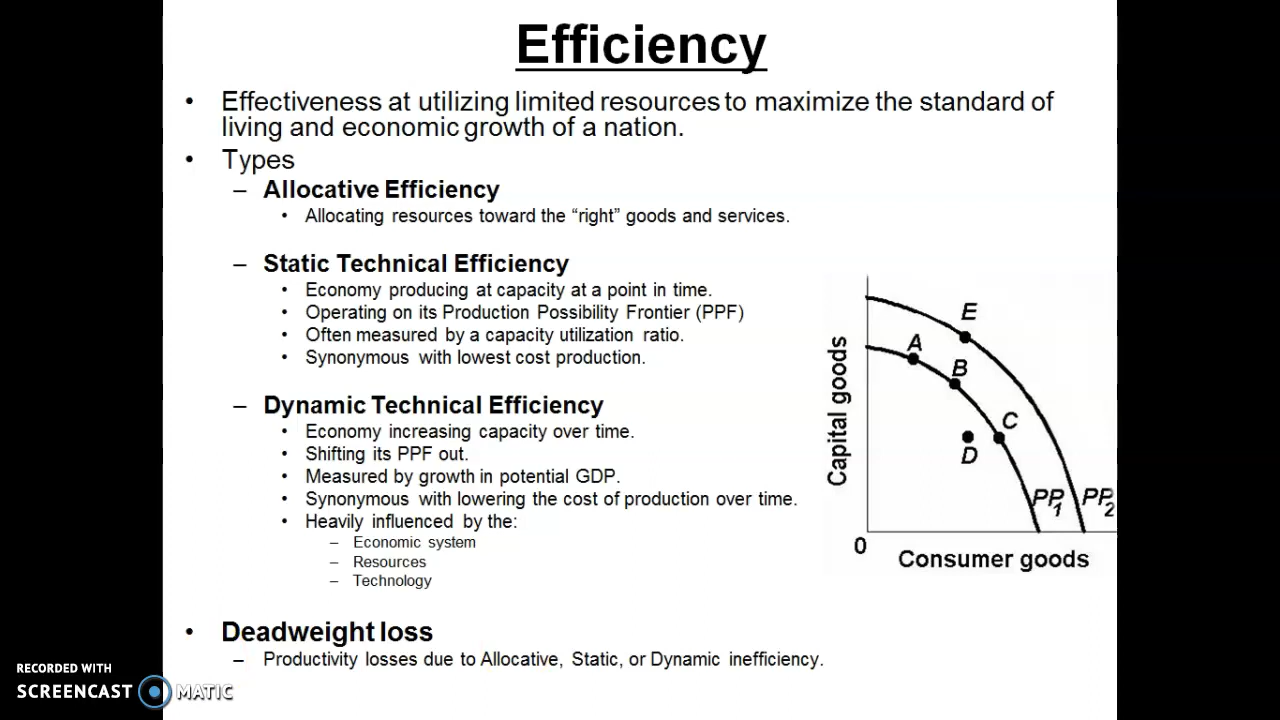 Efficiency
• Effectiveness at utilizing limited resources to maximize the standard of
living and economic growth of a nation.
• Types
– Allocative Efficiency
• Allocating resources toward the “right” goods and services.
– Static Technical Efficiency
• Economy producing at capacity at a point in time.
• Operating on its Production Possibility Frontier (PPF)
• Often measured by a capacity utilization ratio.
• Synonymous with lowest cost production.
– Dynamic Technical Efficiency
• Economy increasing capacity over time.
• Shifting its PPF out.
• Measured by growth in potential GDP.
• Synonymous with lowering the cost of production over time.
• Heavily influenced by the:
– Economic system
– Resources
– Technology
• Deadweight loss
– Productivity losses due to Allocative, Static, or Dynamic inefficiency.
Capital goods
E
A
B
C
D
PP1 PP2
0
Consumer goods
RECORDED WITH
SCREENCAST MATIC